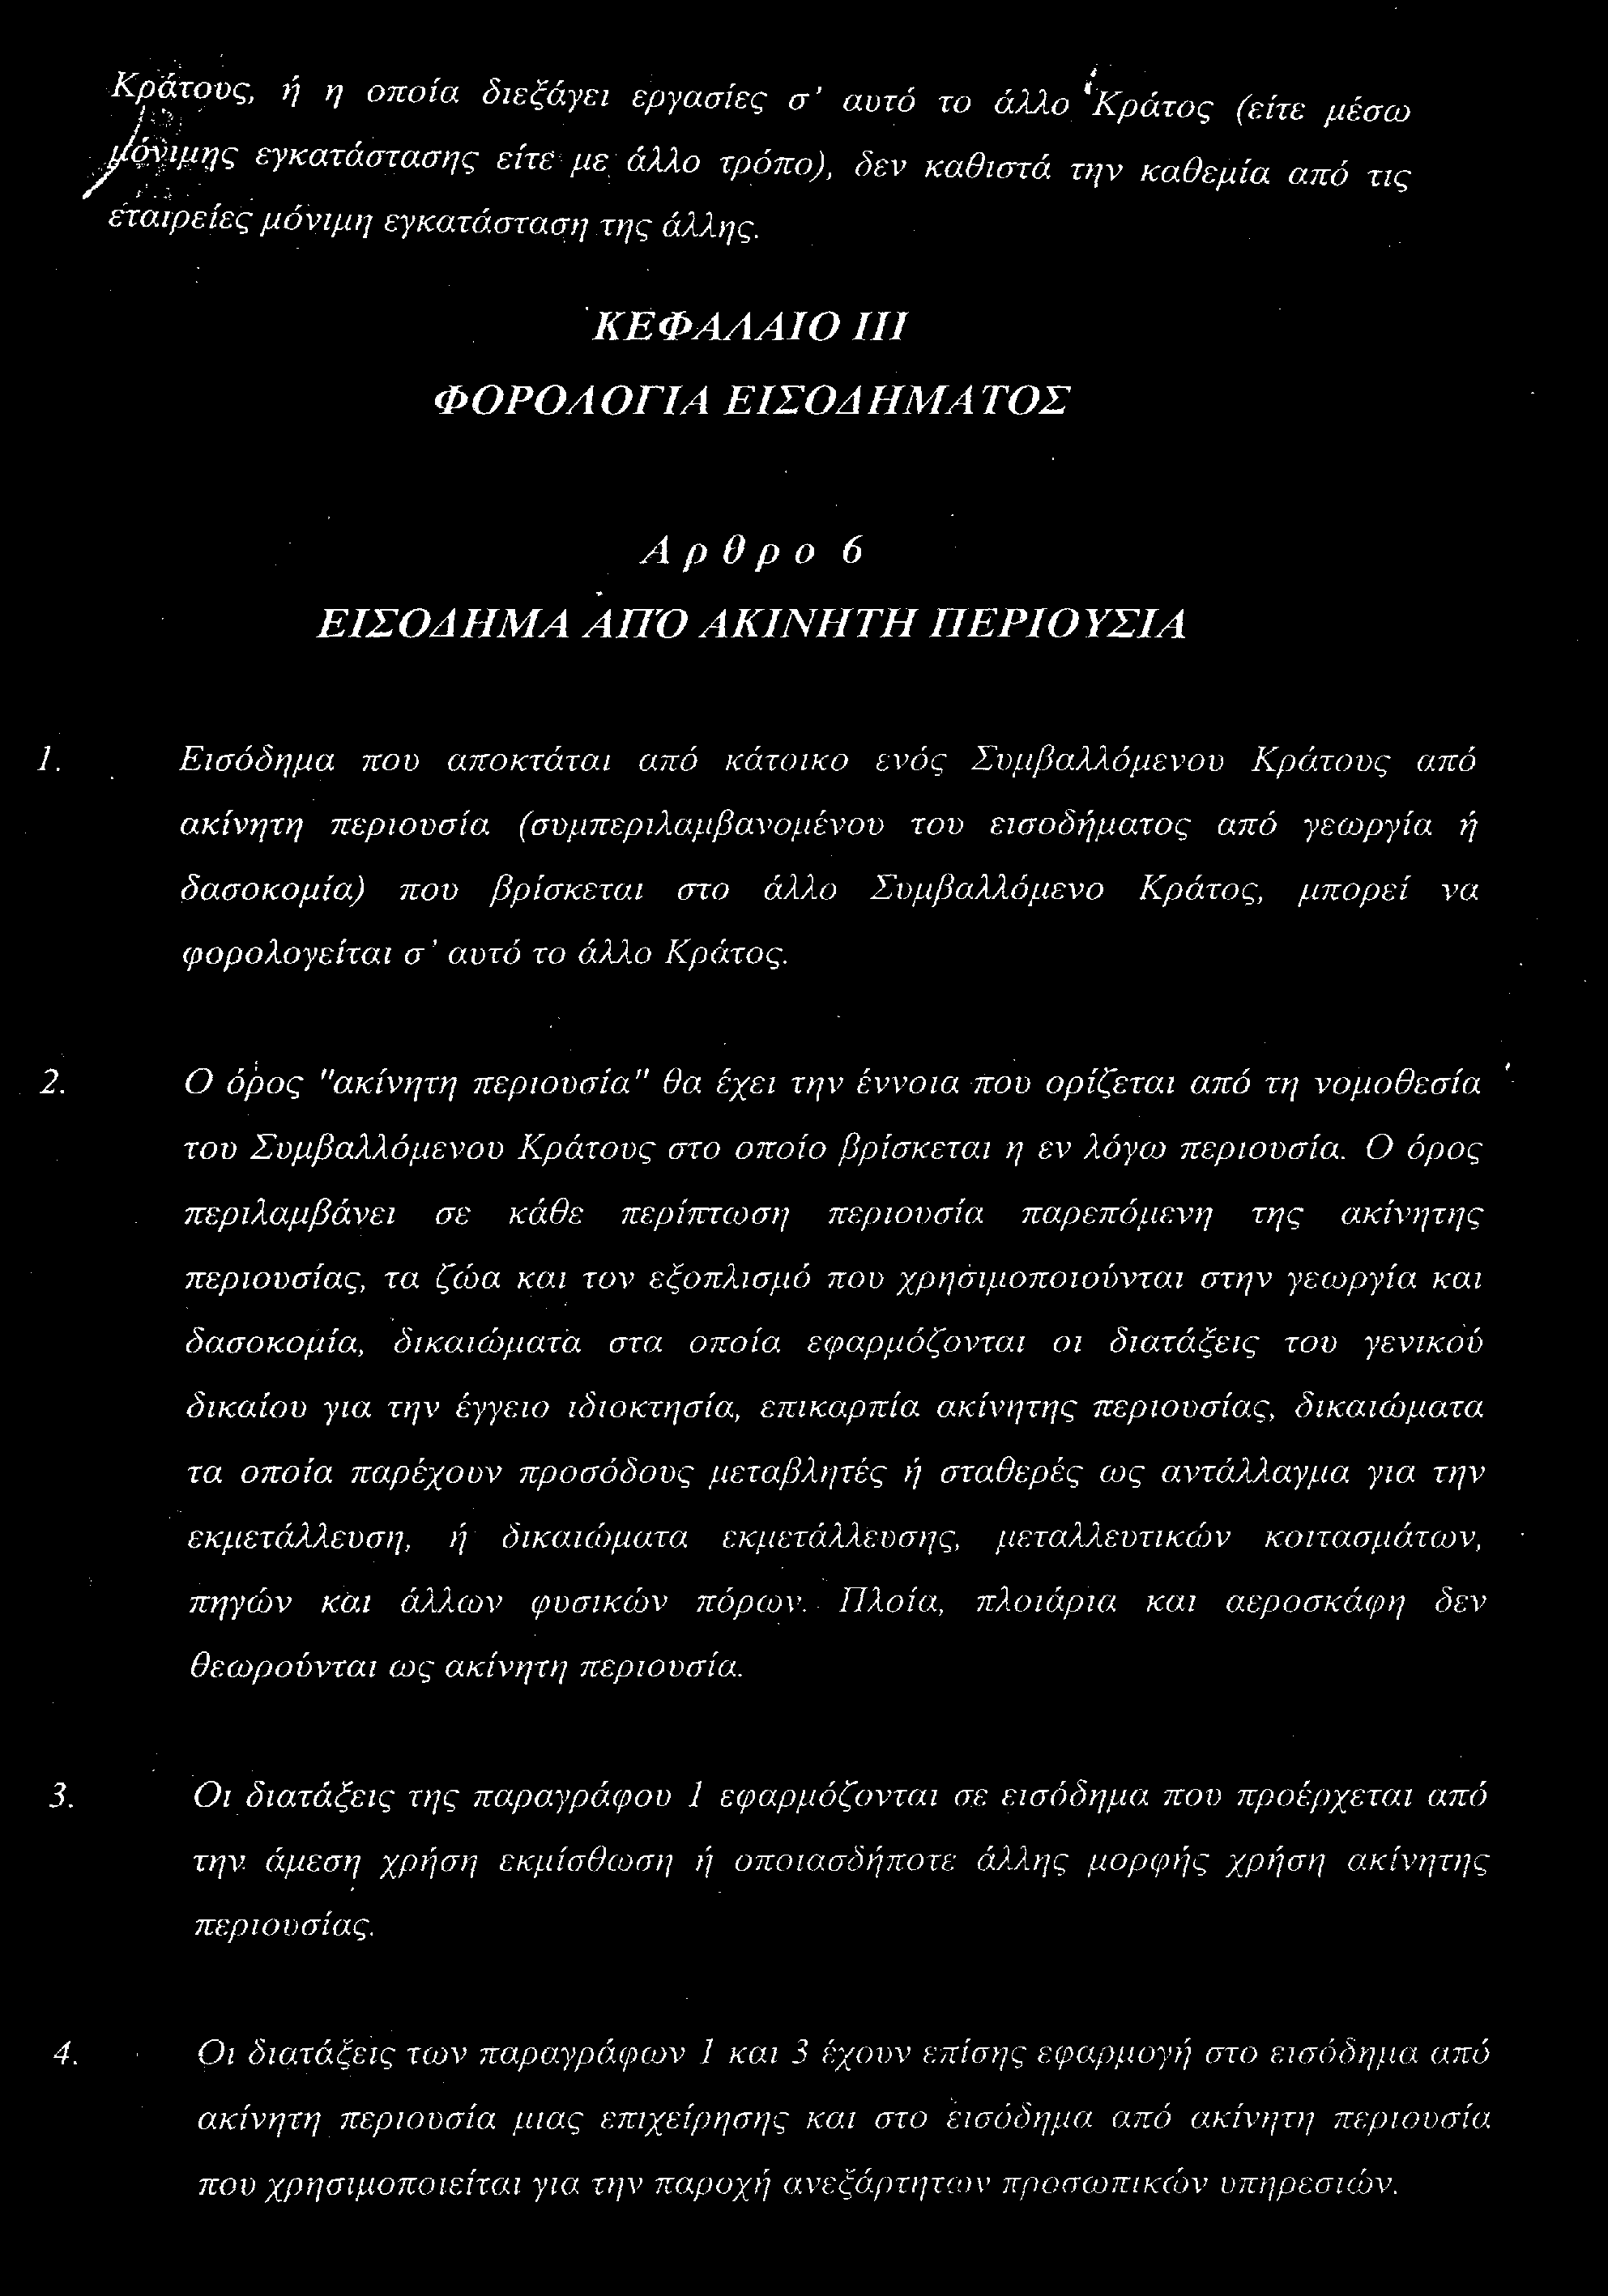 Κράτους, ή η οποία διεξάγει εργασίες σ' αυτό το άλλο Κράτος (είτε μέσω
μόνιμης εγκατάστασης είτε με άλλο τρόπο), δεν καθιστά την καθεμία από τις
εταιρείες μόνιμη εγκατάσταση της άλλης.
ΚΕΦΑΛΑΙΟ ΙΙΙ
ΦΟΡΟΛΟΓΙΑ ΕΙΣΟΔΗΜΑΤΟΣ
Α ρ θ ρ ο 6
ΕΙΣΟΔΗΜΑ ΑΠΌ ΑΚΙΝΗΤΗ ΠΕΡΙΟΥΣΙΑ
1. Εισόδημα που αποκτάται από κάτοικο ενός Συμβαλλόμενου Κράτους από
ακίνητη περιουσία (συμπεριλαμβανομένου του εισοδήματος από γεωργία ή
δασοκομία) που βρίσκεται στο άλλο Συμβαλλόμενο Κράτος, μπορεί να
φορολογείται σ' αυτό το άλλο Κράτος.
2. Ο όρος "ακίνητη περιουσία" θα έχει την έννοια που ορίζεται από τη νομοθεσία
του Συμβαλλόμενου Κράτους στο οποίο βρίσκεται η εν λόγω περιουσία. Ο όρος
περιλαμβάνει σε κάθε περίπτωση περιουσία παρεπόμενη της ακίνητης
περιουσίας, τα ζώα και τον εξοπλισμό που χρησιμοποιούνται στην γεωργία και
δασοκομία, δικαιώματα στα οποία εφαρμόζονται οι διατάξεις του γενικού
δικαίου για την έγγειο ιδιοκτησία, επικαρπία ακίνητης περιουσίας, δικαιώματα
τα οποία παρέχουν προσόδους μεταβλητές ή σταθερές ως αντάλλαγμα για την
εκμετάλλευση, ή δικαιώματα εκμετάλλευσης, μεταλλευτικών κοιτασμάτων,
πηγών και άλλων φυσικών πόρων. Πλοία, πλοιάρια και αεροσκάφη δεν
θεωρούνται ως ακίνητη περιουσία.
3. Οι διατάξεις της παραγράφου 1 εφαρμόζονται σε εισόδημα που προέρχεται από
την άμεση χρήση εκμίσθωση ή οποιασδήποτε άλλης μορφής χρήση ακίνητης
περιουσίας.
4. Οι διατάξεις των παραγράφων 1 και 3 έχουν επίσης εφαρμογή στο εισόδημα από
ακίνητη περιουσία μιας επιχείρησης και στο εισόδημα από ακίνητη περιουσία
που χρησιμοποιείται για την παροχή ανεξάρτητων προσωπικών υπηρεσιών.